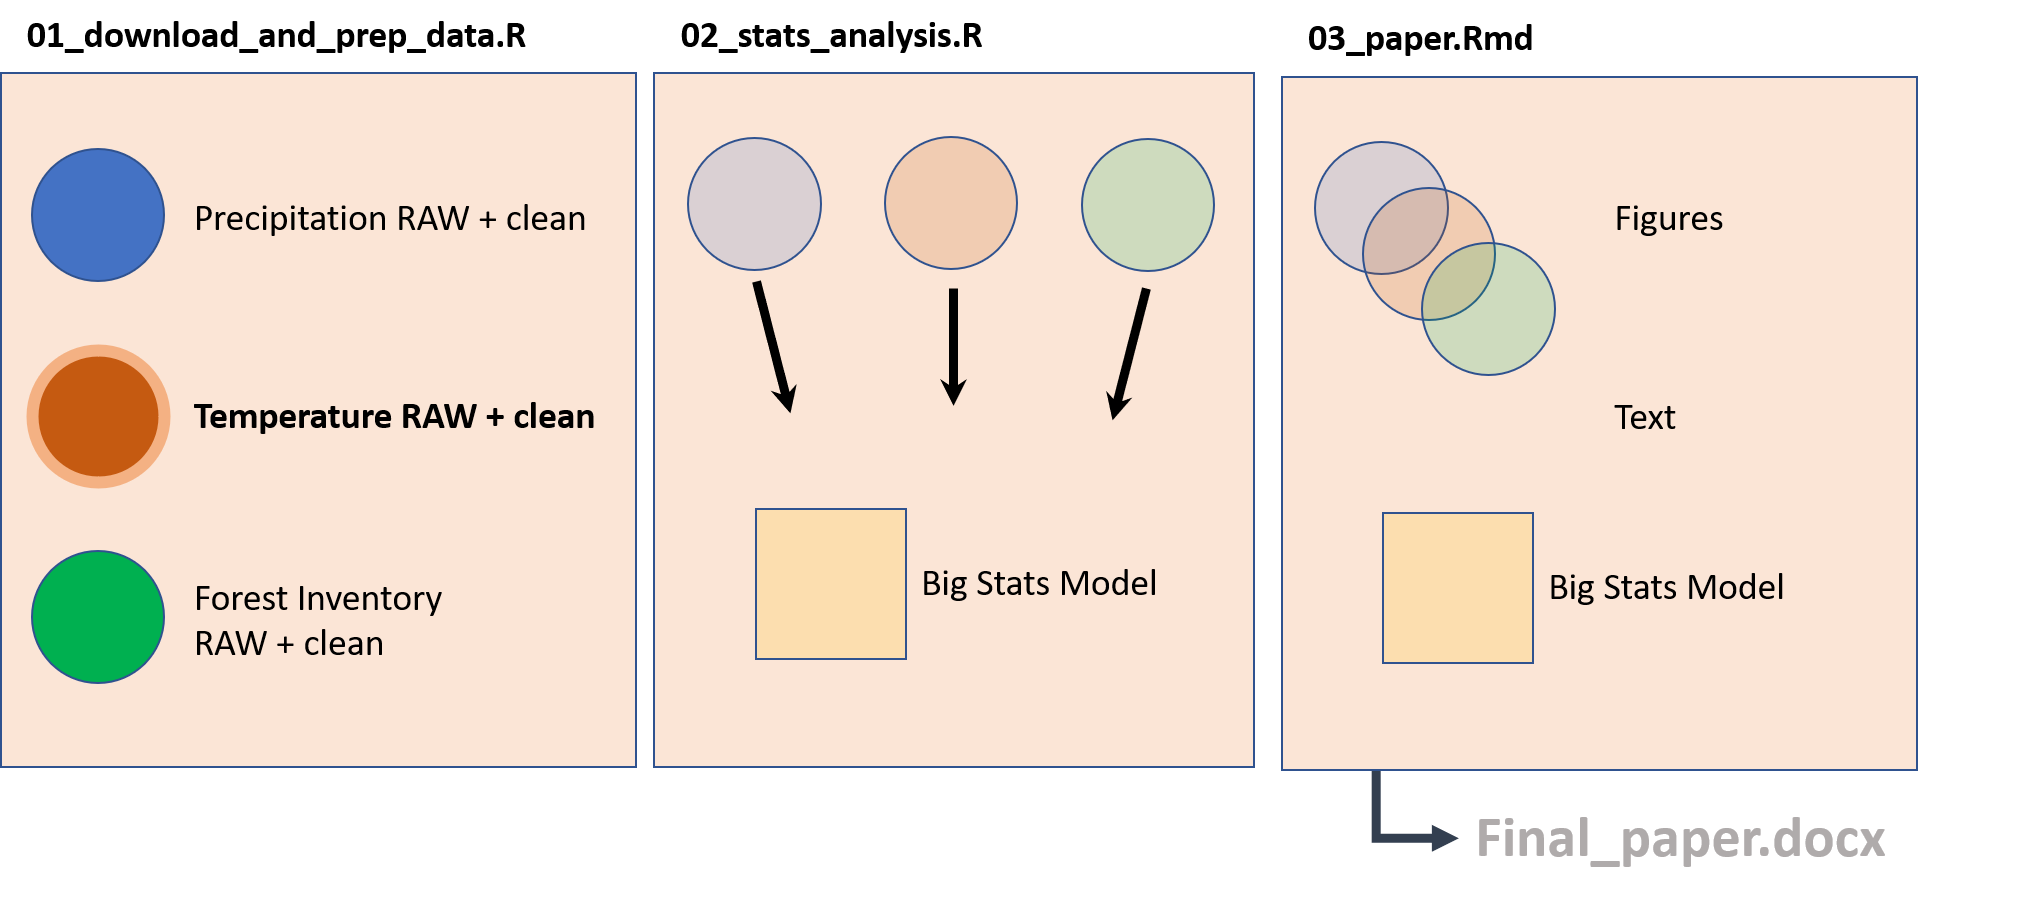 01_download_and_prep_data.R
Precipitation RAW + clean
Temperature RAW + clean
Forest Inventory
RAW + clean
02_stats_analysis.R
Big Stats Model
03_paper.Rmd
Figures
Text
Big Stats Model
Final_paper.docx